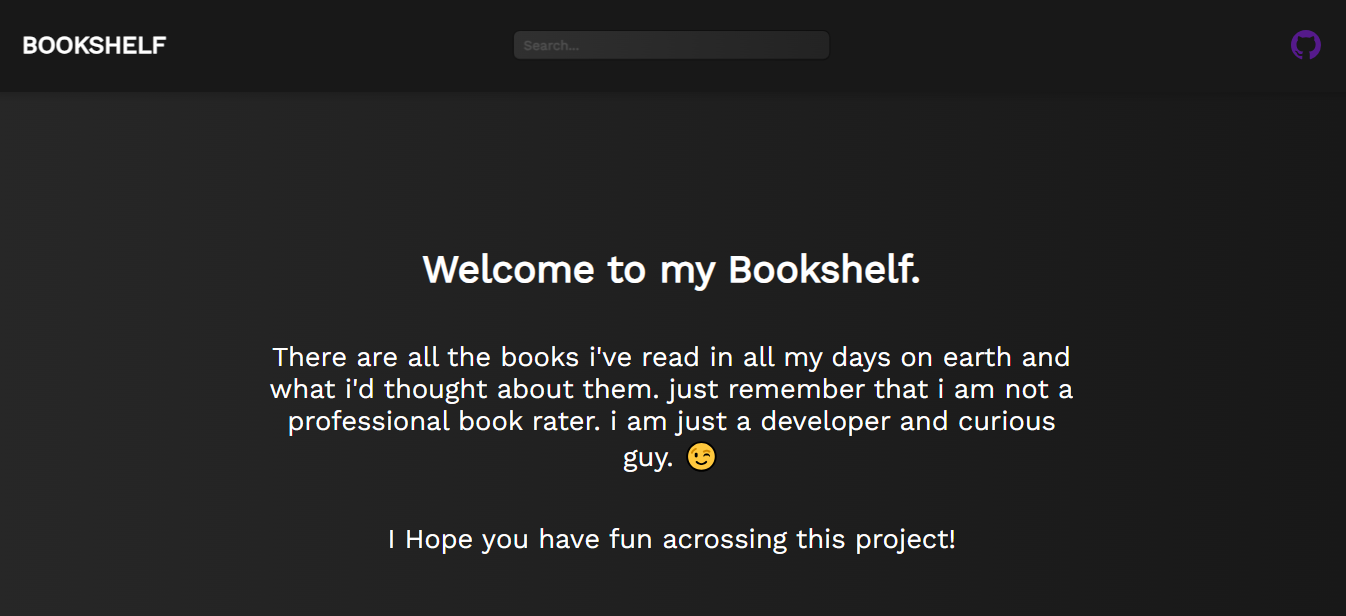 BOOKSHELF
Search...
Welcome to my Bookshelf.
There are all the books i've read in all my days on earth and
what i'd thought about them. just remember that i am not a
professional book rater. i am just a developer and curious
guy. 😉
I Hope you have fun acrossing this project!